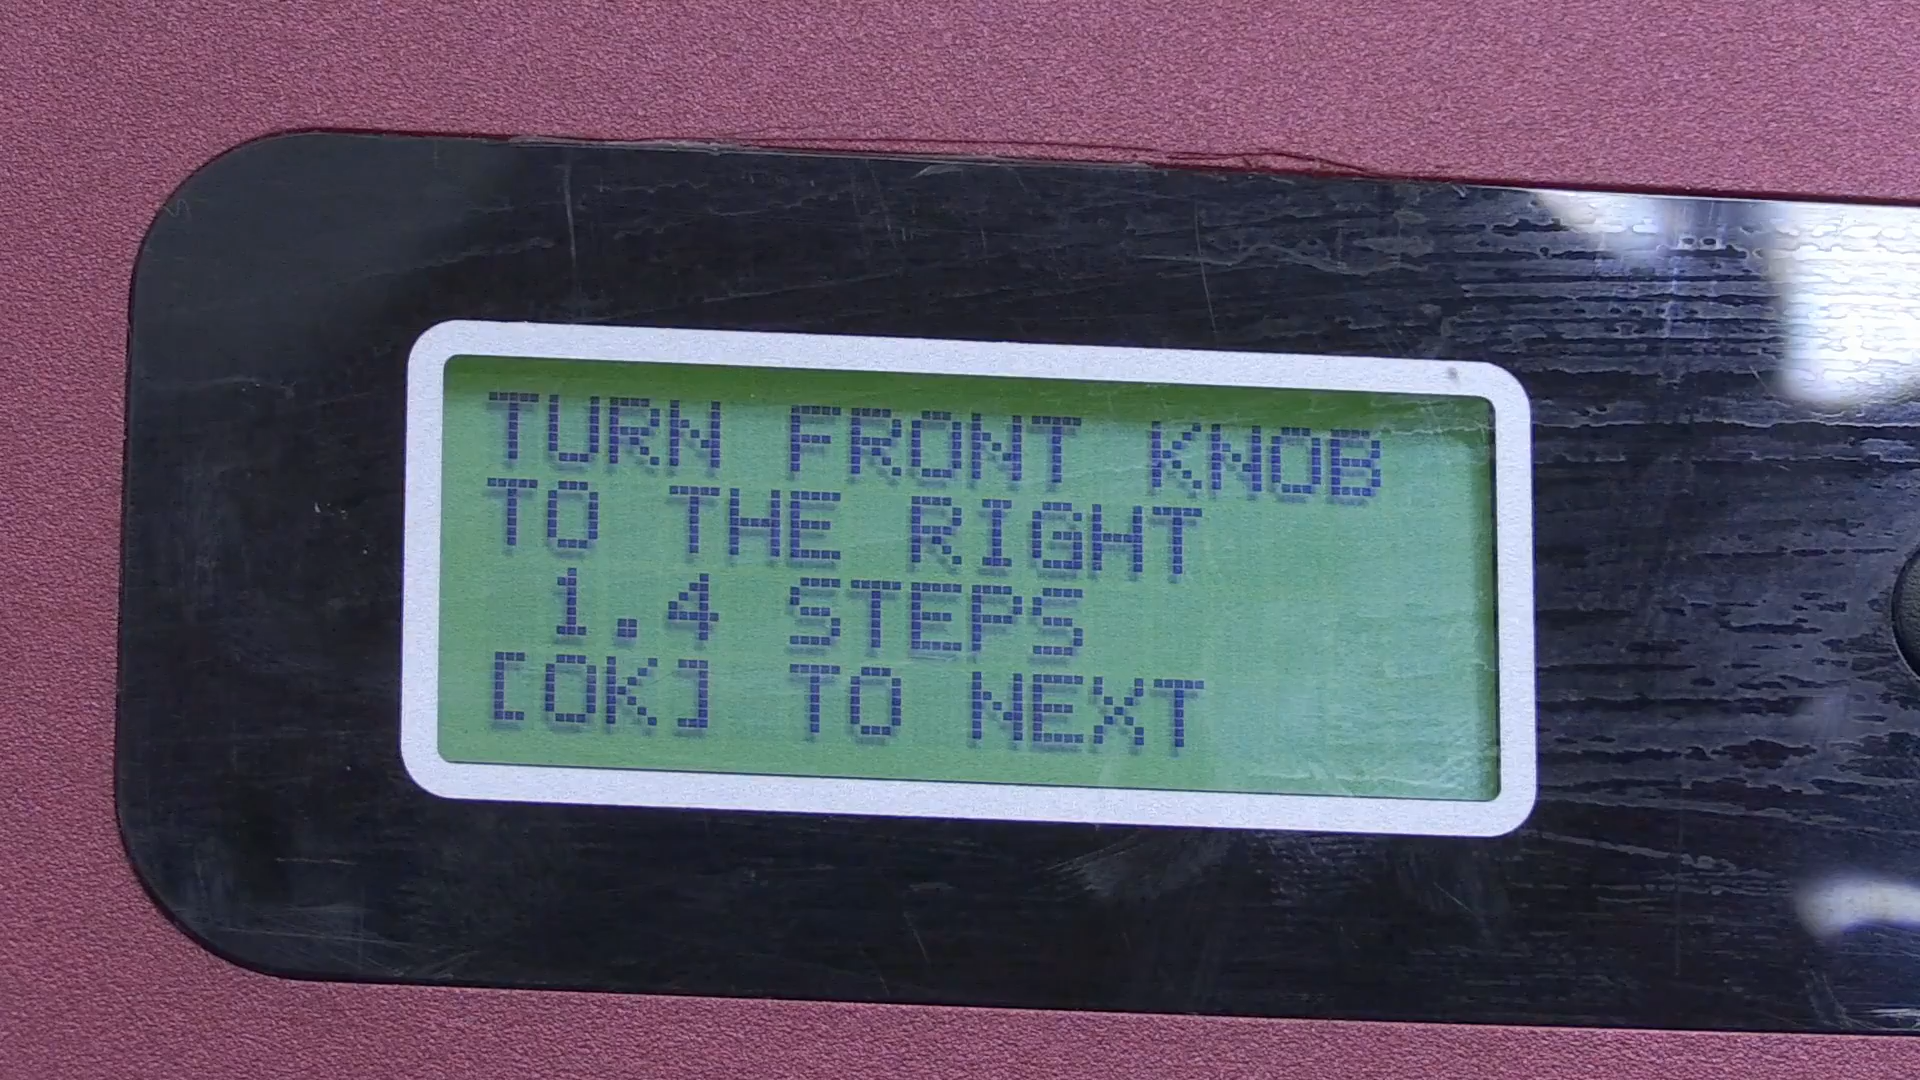 TURN FRONT KNOB
TO THE RIGHT
1.4 STEPS
[OK] TO NEXT